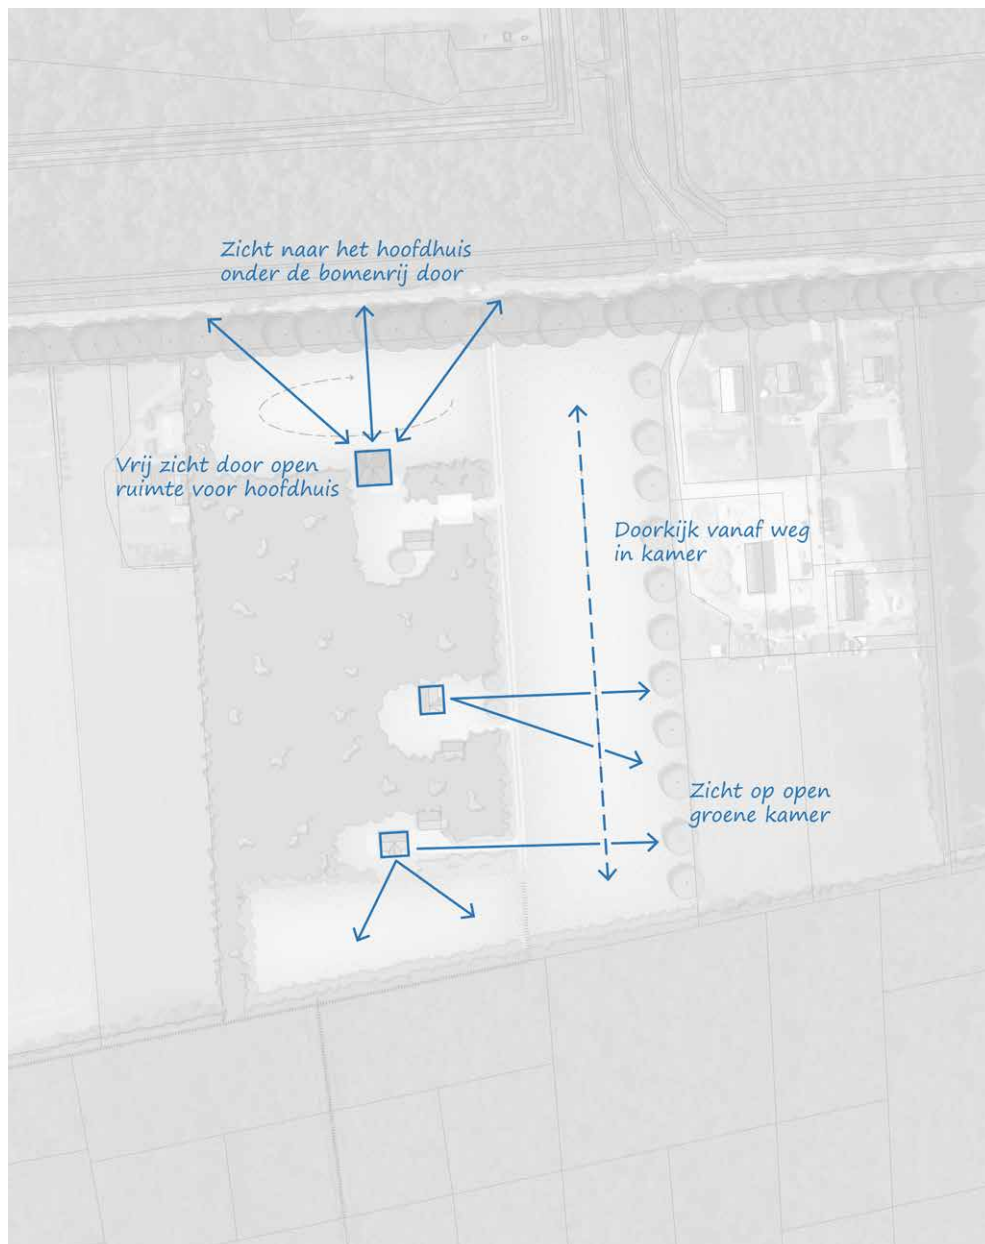 Zicht naar het hoofdhuis
onder de bomenrij door
Vrij zicht door open
ruimte voor hoofdhuis
Doorkijk vanaf weg
in kamer
Zicht op open
groene kamer